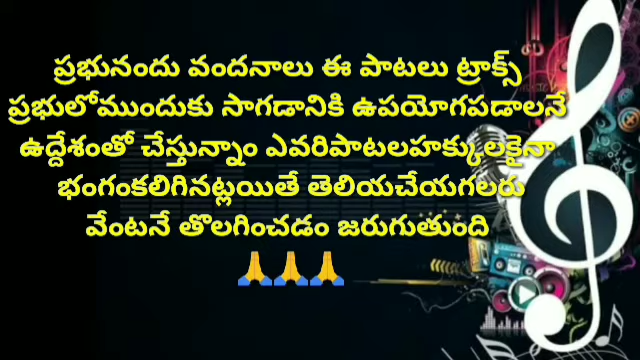 ప్రభునందు వందనాలు ఈ పాటలు ట్రాక్స్
ప్రభులోముందుకు సాగడానికి ఉపయోగపడాలనే
ఉద్దేశంతో చేస్తున్నాం ఎవరిపాటలహక్కులకైనా
భంగంకలిగినట్లయితే తెలియచేయగలరు
వేంటనే తొలగించడం జరుగుతుంది
🙏🙏🙏